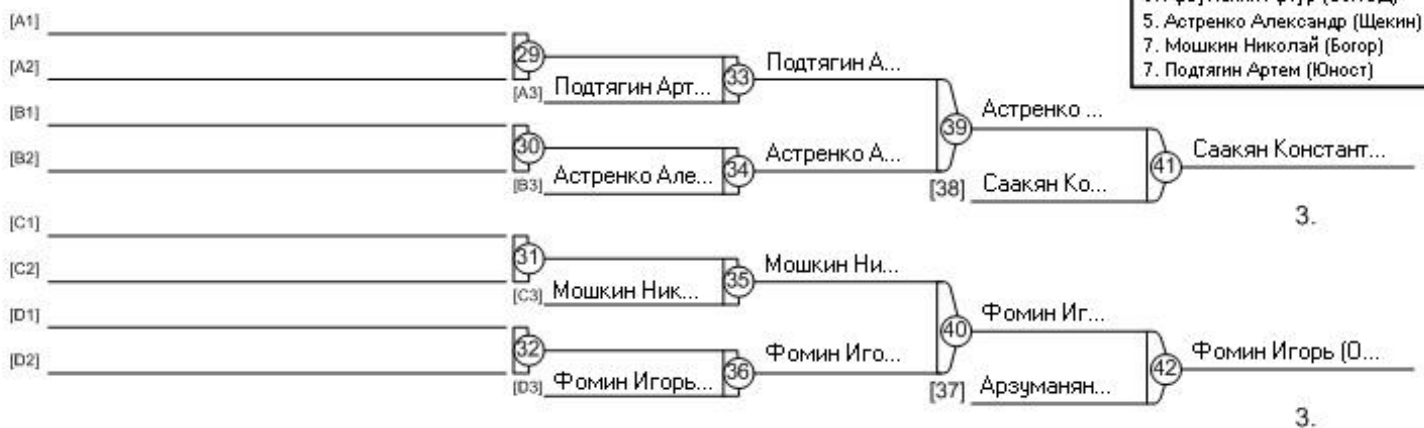 5. Астренко Александр (Щекин)
7. Мошкин Николай (Богор)
7. Подтягин Артем (Юност)
[A1]
[A2]
29
[A3] Подтягин Арт...
33
Подтягин А...
[B1]
[B2]
30
[B3] Астренко Але...
34
Астренко А...
39
Астренко ...
[38] Саакян Ко...
41
Саакян Констант...
3.
[C1]
[C2]
31
[C3] Мошкин Ник...
35
Мошкин Ни...
[D1]
[D2]
32
[D3] Фомин Игорь...
36
Фомин Иго...
40
Фомин Иг...
[37] Арзуманян...
42
Фомин Игорь (О...
3.